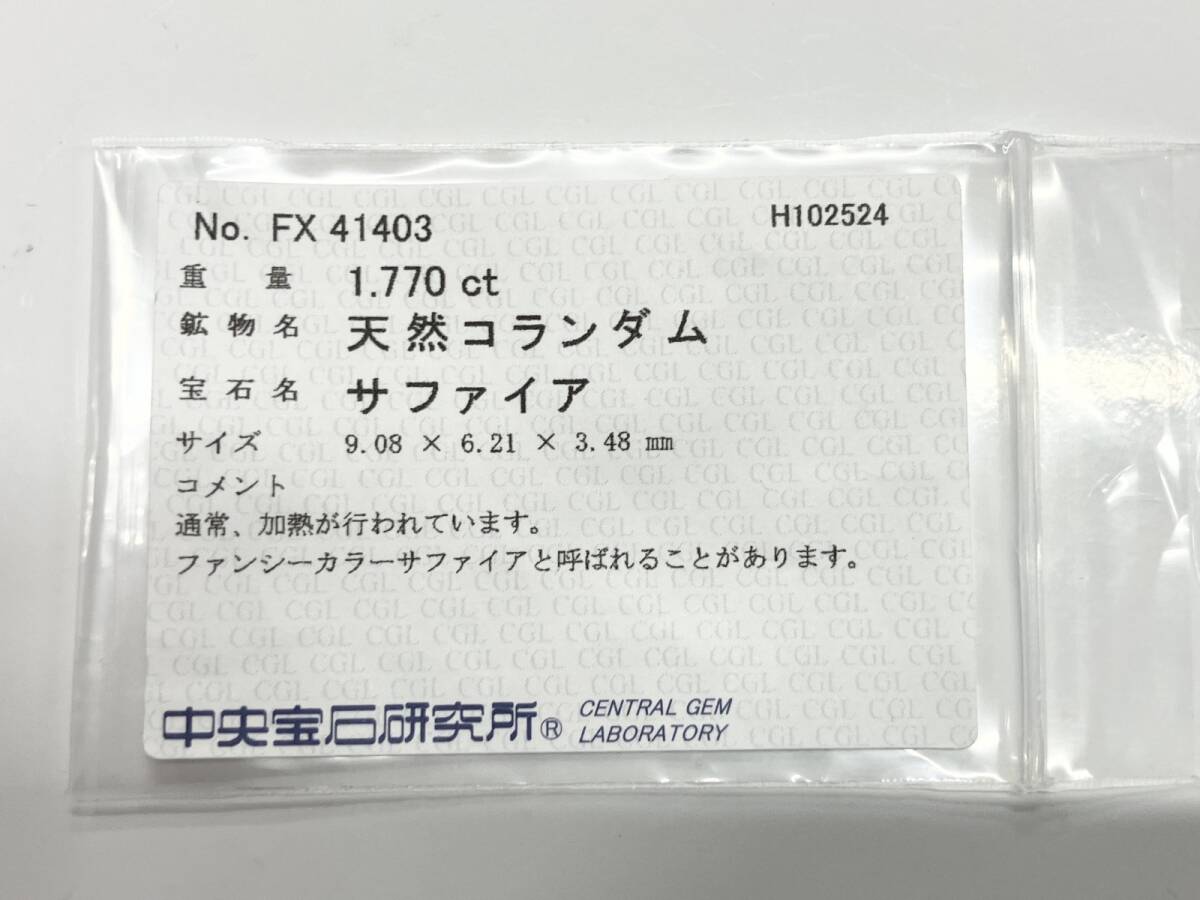 No. FX 41403 H102524
重量 1.770 ct
鉱物名 天然コランダム
宝石名 サファイア
サイズ 9.08 × 6.21 × 3.48 mm
コメント
通常、加熱が行われています。
ファンシーカラーサファイアと呼ばれることがあります。
中央宝石研究所® CENTRAL GEM
LABORATORY